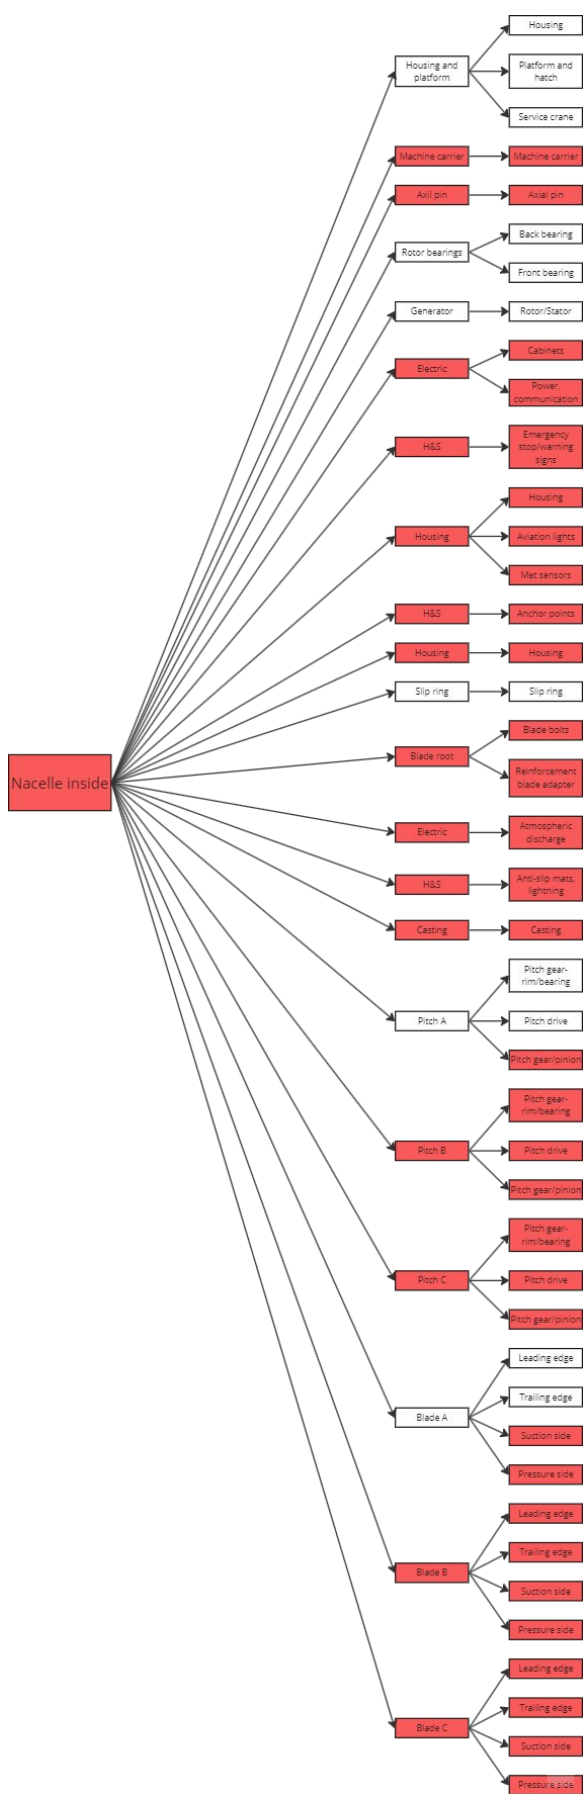 Housing
Housing and
platform
Platform and
hatch
Service crane
Machine carrier
Machine carrier
Axil pin
Axial pin
Rotor bearings
Back bearing
Front bearing
Generator
Rotor/Stator
Electric
Cabinets
Power,
communication
H&S
Emergency
stop/warning
signs
Housing
Housing
Aviation lights
Met sensors
H&S
Anchor points
Housing
Housing
Slip ring
Slip ring
Nacelle inside
Blade root
Blade bolts
Reinforcement
blade adapter
Electric
Atmospheric
discharge
H&S
Anti-slip mats,
lightning
Casting
Casting
Pitch A
Pitch gear-
rim/bearing
Pitch drive
Pitch gear/pinion
Pitch B
Pitch gear-
rim/bearing
Pitch drive
Pitch gear/pinion
Pitch C
Pitch gear-
rim/bearing
Pitch drive
Pitch gear/pinion
Blade A
Leading edge
Trailing edge
Suction side
Pressure side
Blade B
Leading edge
Trailing edge
Suction side
Pressure side
Blade C
Leading edge
Trailing edge
Suction side
Pressure side